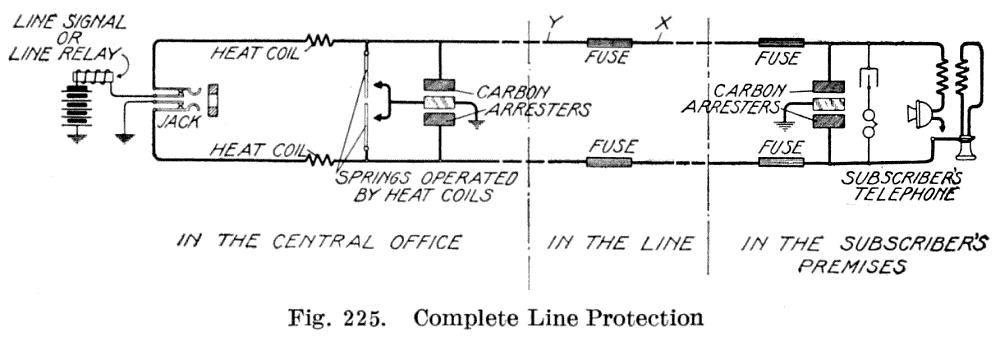 LINE SIGNAL
OR
LINE RELAY
JACK
HEAT COIL
HEAT COIL
SPRINGS OPERATED
BY HEAT COILS
CARBON
ARRESTERS
Y
X
FUSE
FUSE
FUSE
FUSE
CARBON
ARRESTERS
SUBSCRIBER'S
TELEPHONE
IN THE CENTRAL OFFICE
IN THE LINE
IN THE SUBSCRIBER'S
PREMISES
Fig. 225. Complete Line Protection